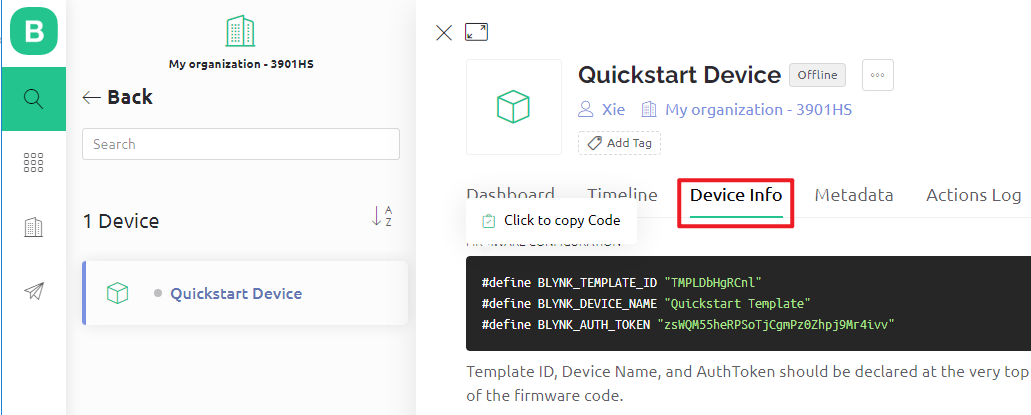 B
My organization - 3901HS
Back
Search
1 Device
A
Z
Quickstart Device
Quickstart Device
Offline
Xie
My organization - 3901HS
Add Tag
Dashboard
Timeline
Device Info
Metadata
Actions Log
Click to copy Code
#define BLYNK_TEMPLATE_ID "TMPLDbHgRCnl"
#define BLYNK_DEVICE_NAME "Quickstart Template"
#define BLYNK_AUTH_TOKEN "zsWQM55heRPSoTjCgmPz0Zhpj9Mr4ivv"
Template ID, Device Name, and AuthToken should be declared at the very top
of the firmware code.